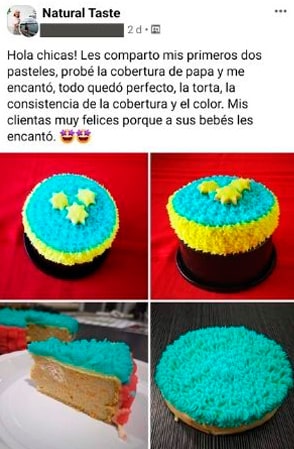 Natural Taste
2 d
Hola chicas! Les comparto mis primeros dos
pasteles, probé la cobertura de papa y me
encantó, todo quedó perfecto, la torta, la
consistencia de la cobertura y el color. Mis
clientas muy felices porque a sus bebés les
encantó. 🤩🤩